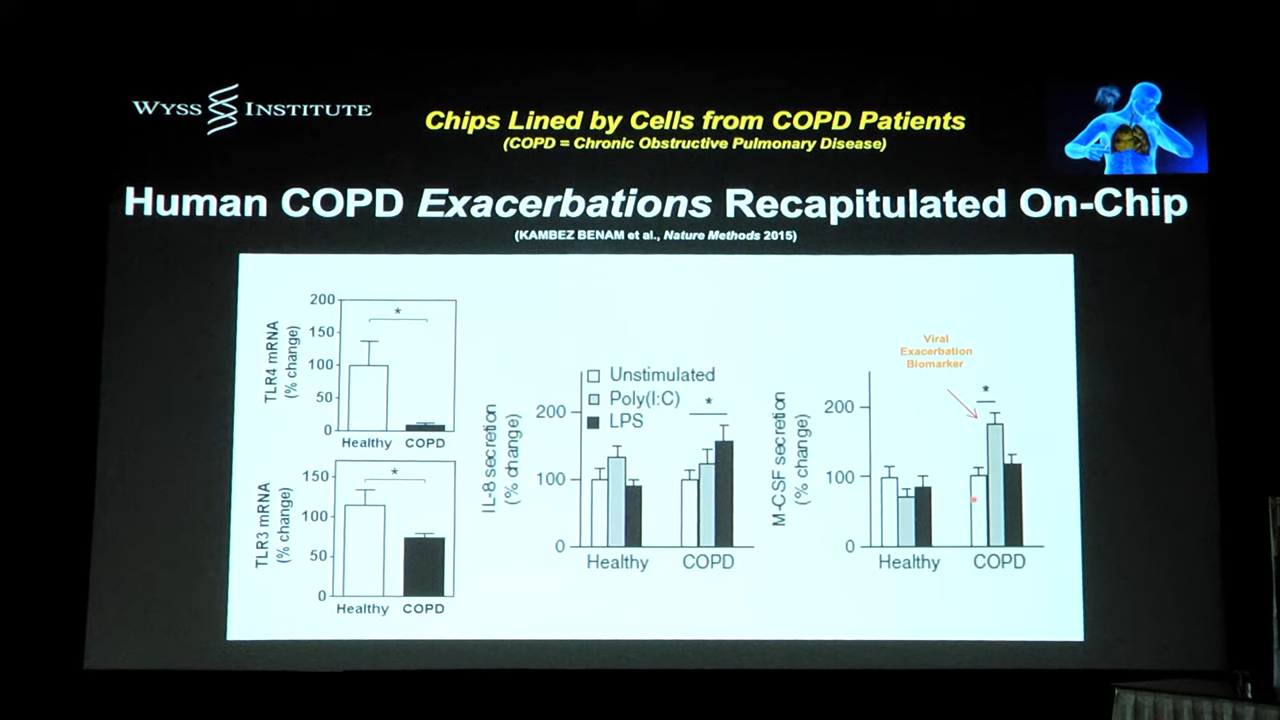 WYSS INSTITUTE
Chips Lined by Cells from COPD Patients
(COPD = Chronic Obstructive Pulmonary Disease)
Human COPD Exacerbations Recapitulated On-Chip
(KAMBEZ BENAM et al., Nature Methods 2015)
TLR4 mRNA
(% change)
200
150
100
50
0
*
Healthy COPD
TLR3 mRNA
(% change)
150
100
50
0
*
Healthy COPD
IL-8 secretion
(% change)
200
100
0
Unstimulated
Poly(I:C)
LPS
*
Healthy COPD
M-CSF secretion
(% change)
200
100
0
Viral
Exacerbation
Biomarker
*
Healthy COPD